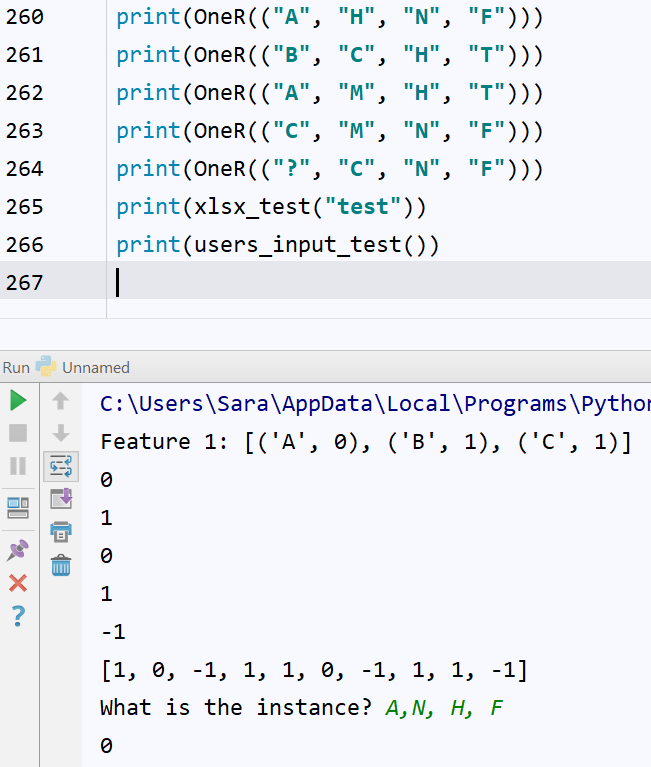 260 print(OneR(("A", "H", "N", "F")))
261 print(OneR(("B", "C", "H", "T")))
262 print(OneR(("A", "M", "H", "T")))
263 print(OneR(("C", "M", "N", "F")))
264 print(OneR(("?", "C", "N", "F")))
265 print(xlsx_test("test"))
266 print(users_input_test())
267
Run Unnamed
C:\Users\Sara\AppData\Local\Programs\Python
Feature 1: [('A', 0), ('B', 1), ('C', 1)]
0
1
0
1
-1
[1, 0, -1, 1, 1, 0, -1, 1, 1, -1]
What is the instance? A,N, H, F
0